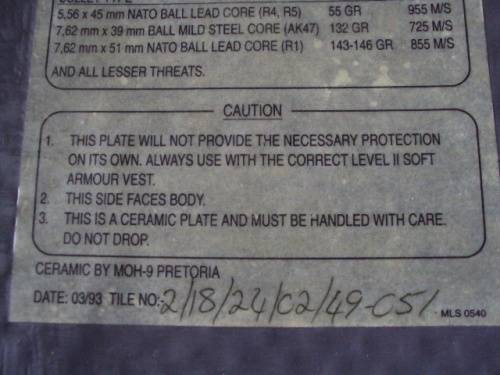 5,56 x 45 mm NATO BALL LEAD CORE (R4, R5) 55 GR 955 M/S
7,62 mm x 39 mm BALL MILD STEEL CORE (AK47) 132 GR 725 M/S
7,62 mm x 51 mm NATO BALL LEAD CORE (R1) 143-146 GR 855 M/S
AND ALL LESSER THREATS.
CAUTION
1. THIS PLATE WILL NOT PROVIDE THE NECESSARY PROTECTION
ON ITS OWN. ALWAYS USE WITH THE CORRECT LEVEL II SOFT
ARMOUR VEST.
2. THIS SIDE FACES BODY.
3. THIS IS A CERAMIC PLATE AND MUST BE HANDLED WITH CARE.
DO NOT DROP.
CERAMIC BY MOH-9 PRETORIA
DATE: 03/93 TILE NO:-2/18/24/02/49-051
MLS 0540